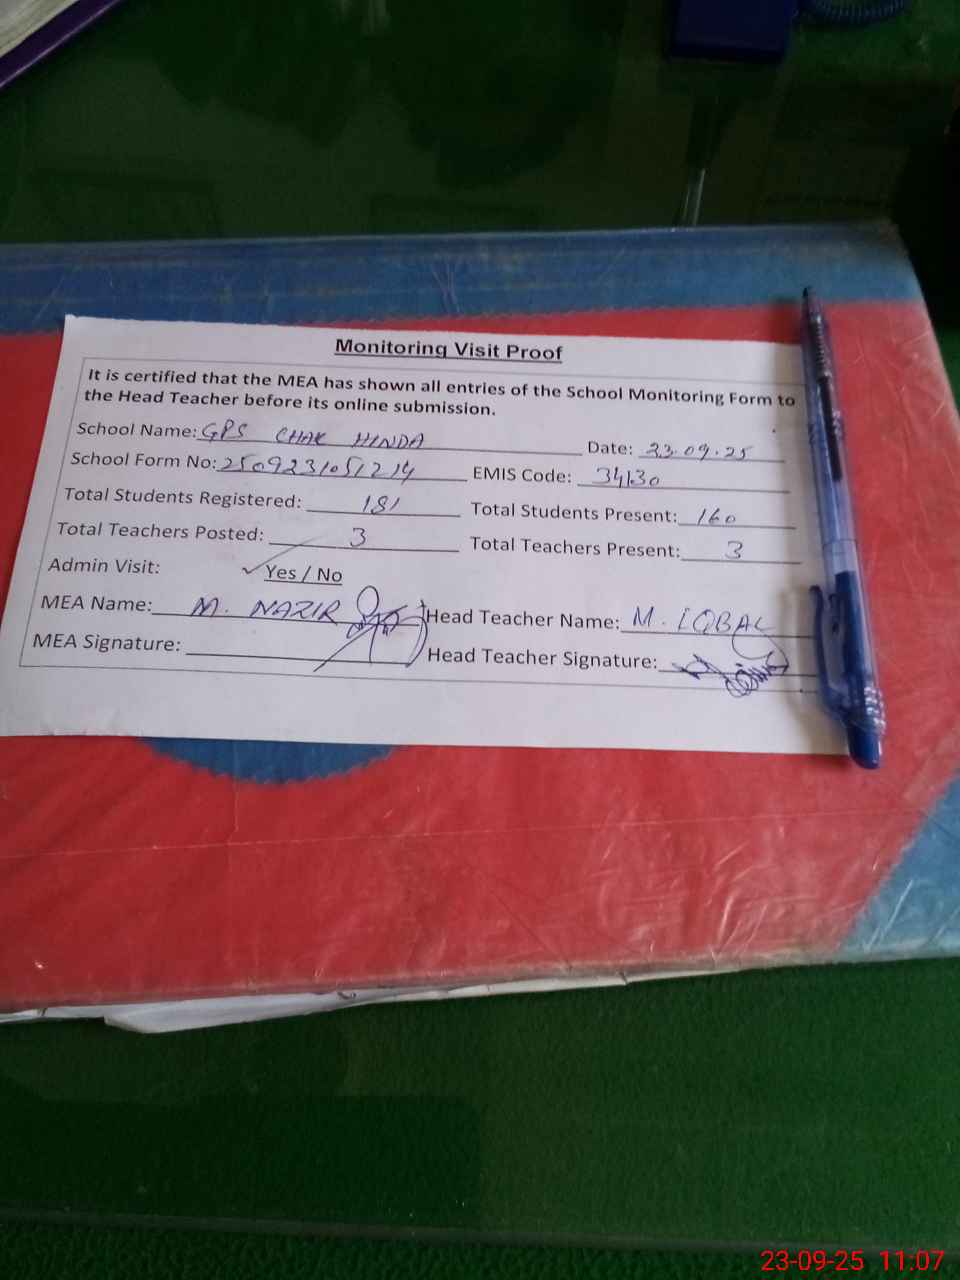 Monitoring Visit Proof
It is certified that the MEA has shown all entries of the School Monitoring Form to
the Head Teacher before its online submission.
School Name: GPS CHAK HINDA Date: 23.09.25
School Form No: 2509231051214 EMIS Code: 34130
Total Students Registered: 181 Total Students Present: 160
Total Teachers Posted: 3 Total Teachers Present: 3
Admin Visit: ✓ Yes / No
MEA Name: M. NAZIR Head Teacher Name: M. IQBAL
MEA Signature: Head Teacher Signature:
23-09-25 11:07